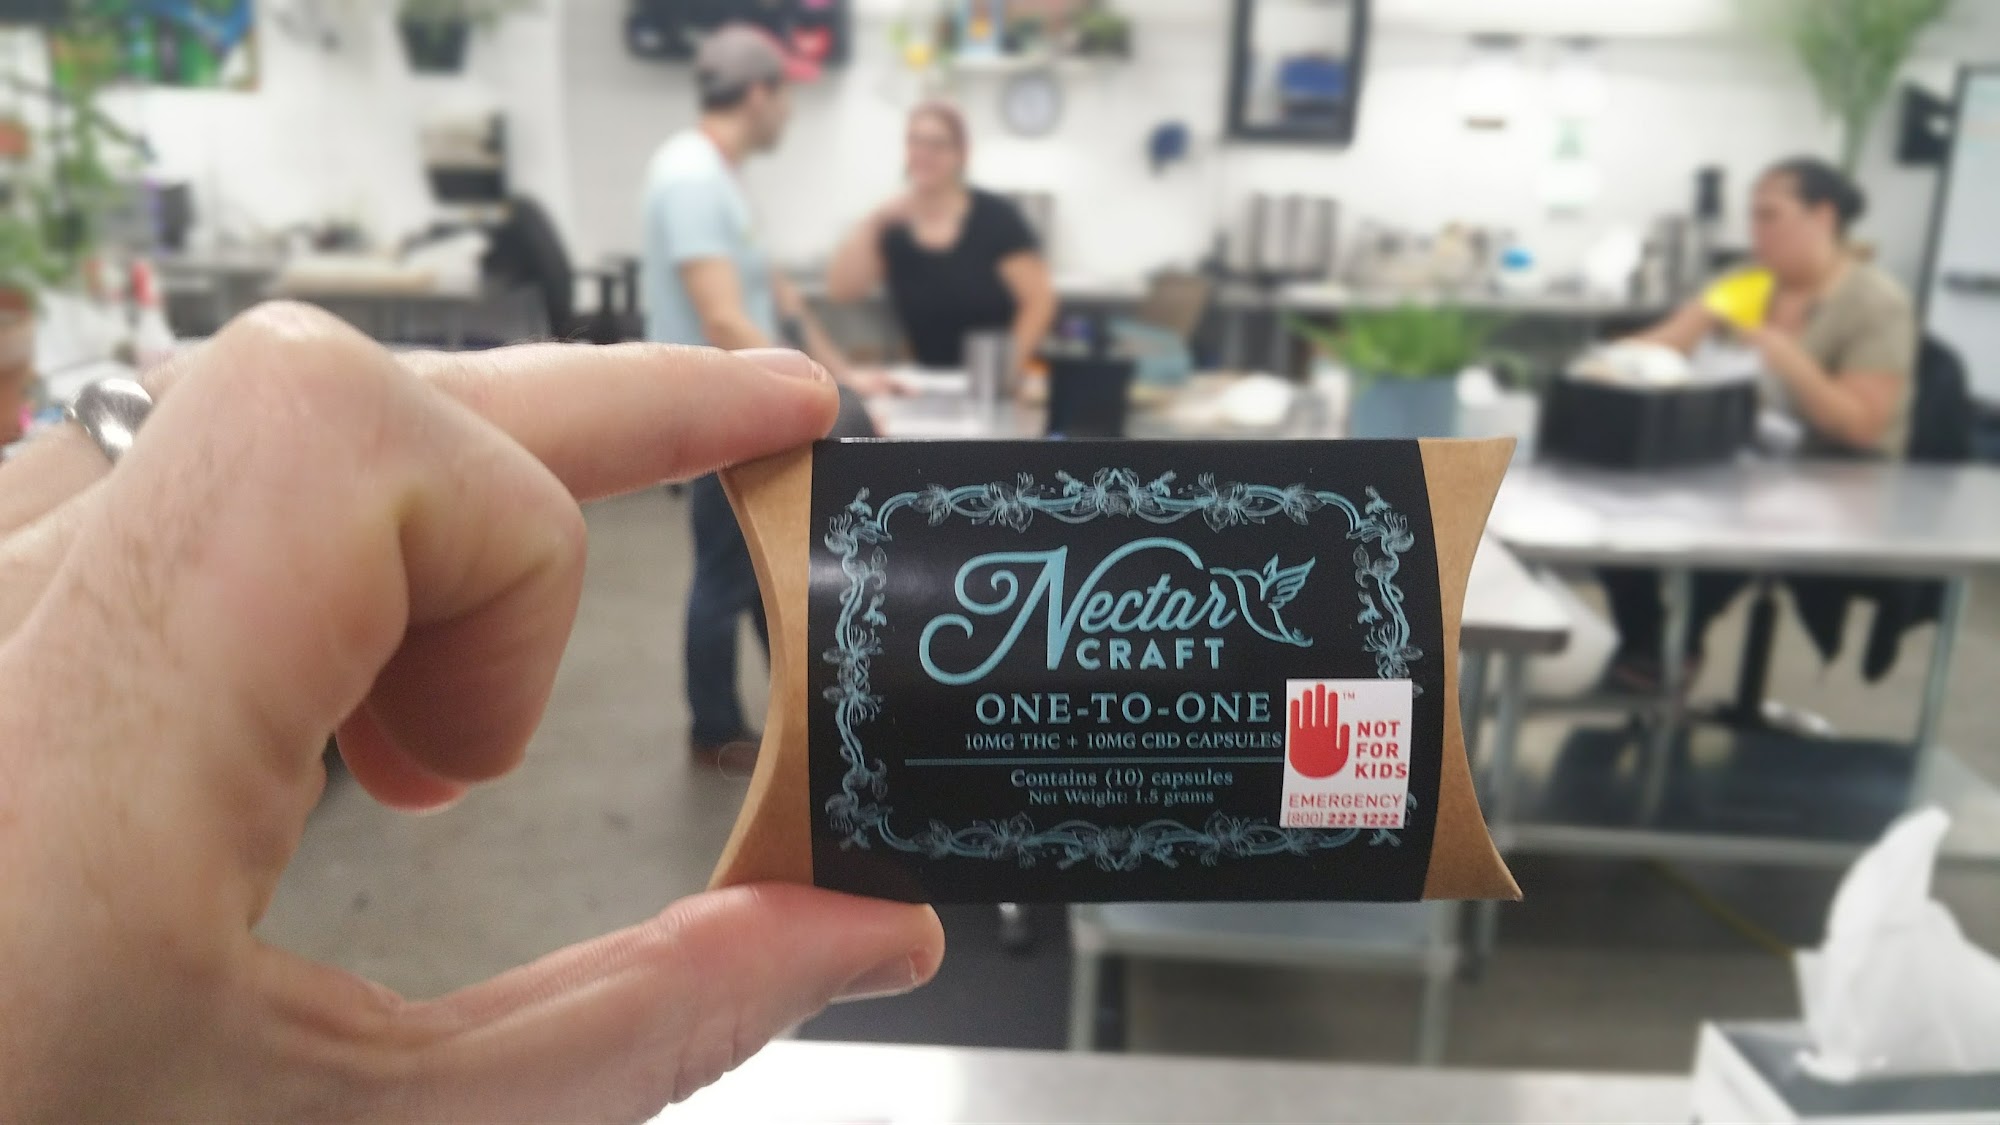 Nectar
CRAFT
ONE-TO-ONE
10MG THC + 10MG CBD CAPSULES
Contains (10) capsules
Net Weight: 1.5 grams
TM
NOT
FOR
KIDS
EMERGENCY
(800) 222 1222